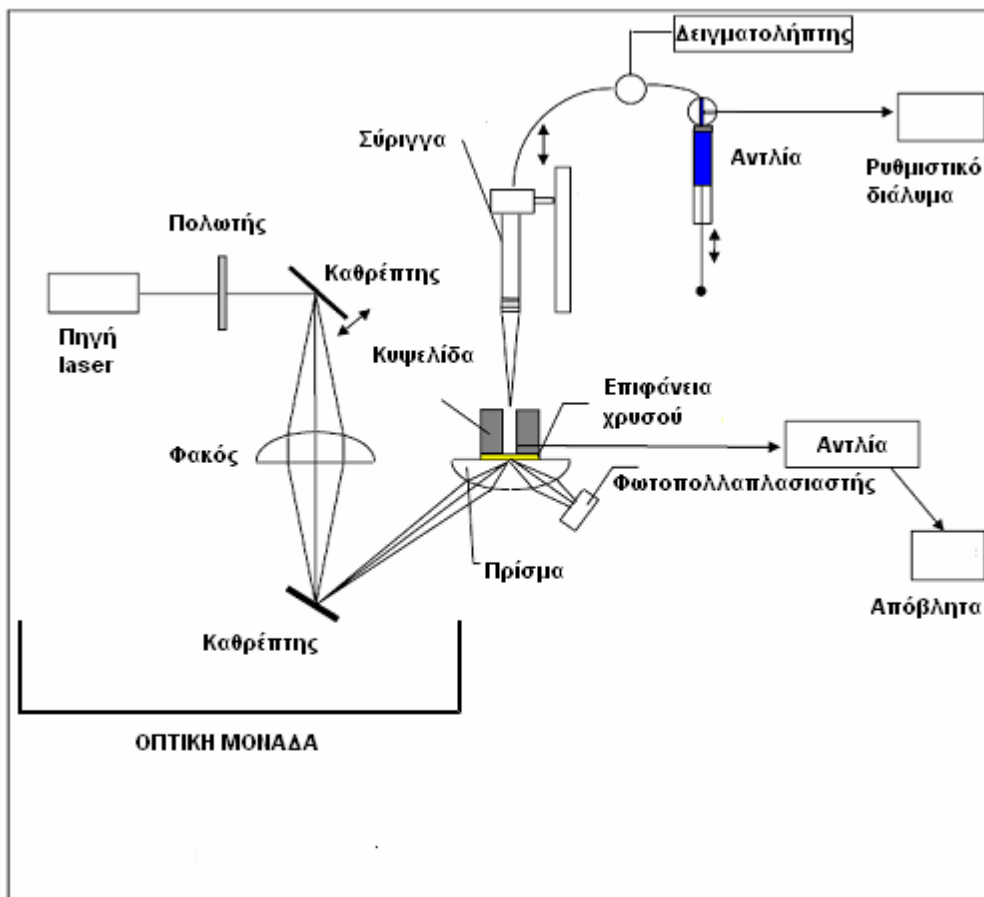 Δειγματολήπτης
Σύριγγα
Αντλία
Ρυθμιστικό
διάλυμα
Πολωτής
Καθρέπτης
Πηγή
laser
Κυψελίδα
Επιφάνεια
χρυσού
Φακός
Αντλία
Φωτοπολλαπλασιαστής
Πρίσμα
Απόβλητα
Καθρέπτης
ΟΠΤΙΚΗ ΜΟΝΑΔΑ